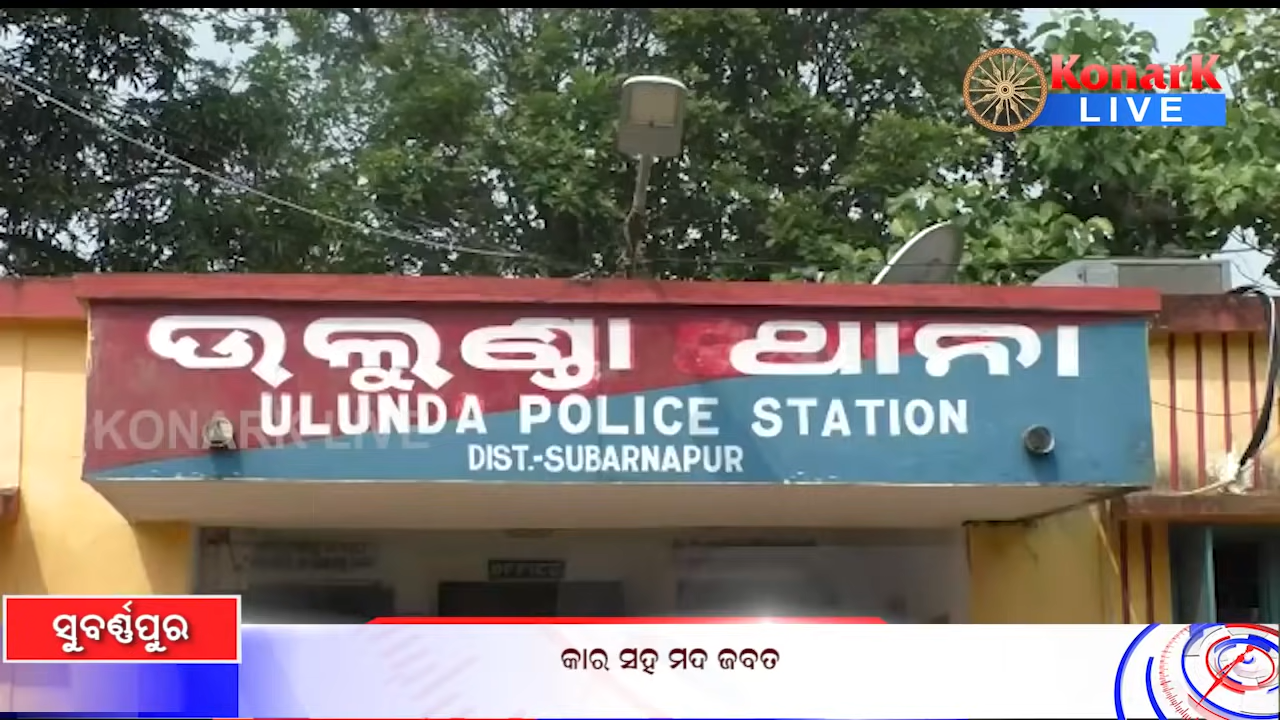 KonarK
LIVE
ଉଲୁଣ୍ଡା ଥାନା
ULUNDA POLICE STATION
KONARK LIVE
DIST.-SUBARNAPUR
OFFICE
ସୁବର୍ଣ୍ଣପୁର
କାର ସହ ମଦ ଜବତ